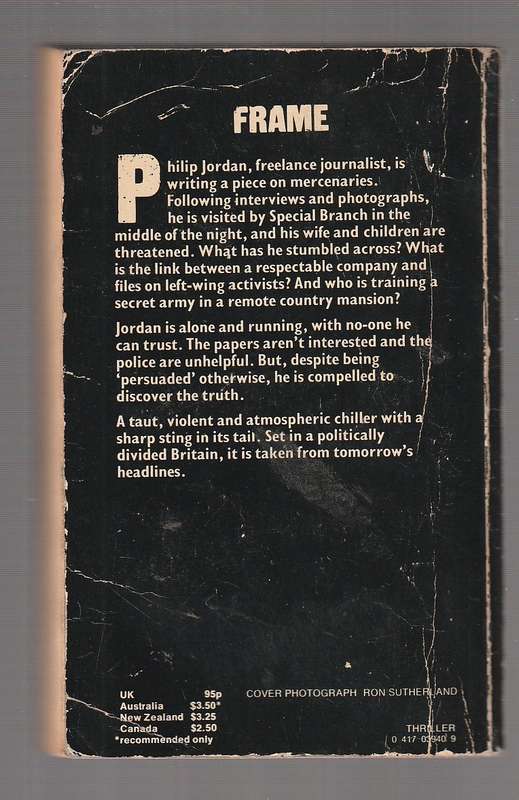 FRAME
Philip Jordan, freelance journalist, is
writing a piece on mercenaries.
Following interviews and photographs,
he is visited by Special Branch in the
middle of the night, and his wife and children are
threatened. What has he stumbled across? What
is the link between a respectable company and
files on left-wing activists? And who is training a
secret army in a remote country mansion?
Jordan is alone and running, with no-one he
can trust. The papers aren't interested and the
police are unhelpful. But, despite being
'persuaded' otherwise, he is compelled to
discover the truth.
A taut, violent and atmospheric chiller with a
sharp sting in its tail. Set in a politically
divided Britain, it is taken from tomorrow's
headlines.
UK 95p
Australia $3.50*
New Zealand $3.25
Canada $2.50
*recommended only
COVER PHOTOGRAPH RON SUTHERLAND
THRILLER
0 417 03940 9